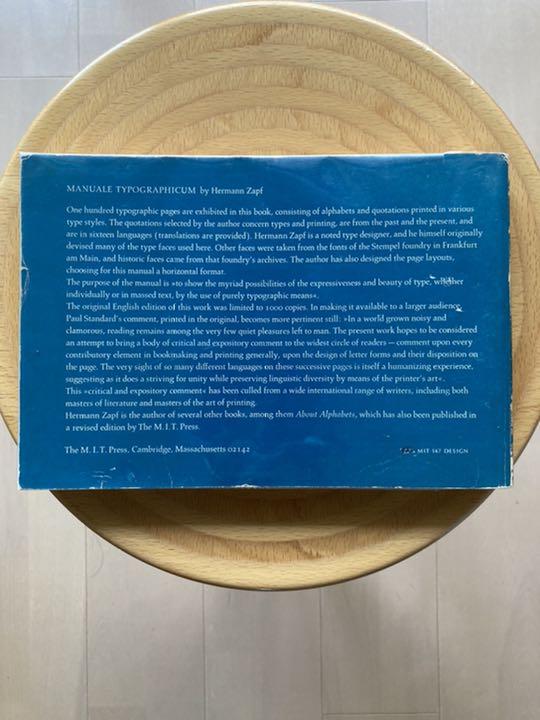 MANUALE TYPOGRAPHICUM by Hermann Zapf
One hundred typographic pages are exhibited in this book, consisting of alphabets and quotations printed in various
type styles. The quotations selected by the author concern types and printing, are from the past and the present, and
are in sixteen languages (translations are provided). Hermann Zapf is a noted type designer, and he himself originally
devised many of the type faces used here. Other faces were taken from the fonts of the Stempel foundry in Frankfurt
am Main, and historic faces came from that foundry's archives. The author has also designed the page layouts,
choosing for this manual a horizontal format.
The purpose of the manual is »to show the myriad possibilities of the expressiveness and beauty of type, whether
individually or in massed text, by the use of purely typographic means«.
The original English edition of this work was limited to 1000 copies. In making it available to a larger audience,
Paul Standard's comment, printed in the original, becomes more pertinent still: »In a world grown noisy and
clamorous, reading remains among the very few quiet pleasures left to man. The present work hopes to be considered
an attempt to bring a body of critical and expository comment to the widest circle of readers – comment upon every
contributory element in bookmaking and printing generally, upon the design of letter forms and their disposition on
the page. The very sight of so many different languages on these successive pages is itself a humanizing experience,
suggesting as it does a striving for unity while preserving linguistic diversity by means of the printer's art«.
This »critical and expository comment« has been culled from a wide international range of writers, including both
masters of literature and masters of the art of printing.
Hermann Zapf is the author of several other books, among them About Alphabets, which has also been published in
a revised edition by The M.I.T. Press.
The M.I.T. Press, Cambridge, Massachusetts 02142
MIT 147 DESIGN